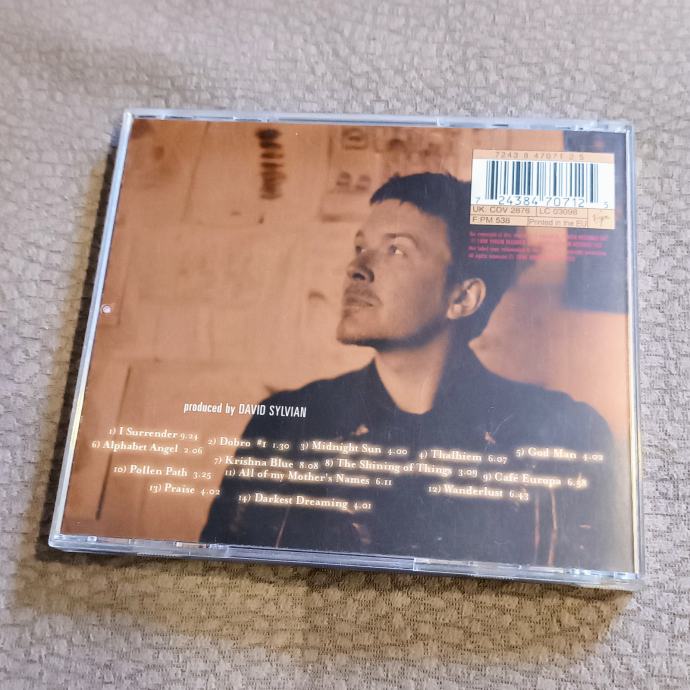 7243 8 47071 2 5
7 24384 70712 5
UK: CDV 2876 LC 03098
F:PM 538 Printed in the EU Virgin
produced by DAVID SYLVIAN
1) I Surrender 9.24 2) Dobro #1 1.30 3) Midnight Sun 4.00 4) Thalhiem 6.07 5) God Man 4.02
6) Alphabet Angel 2.06 7) Krishna Blue 8.08 8) The Shining of Things 3.09 9) Café Europa 6.58
10) Pollen Path 3.25 11) All of my Mother's Names 6.11 12) Wanderlust 6.43
13) Praise 4.02 14) Darkest Dreaming 4.01